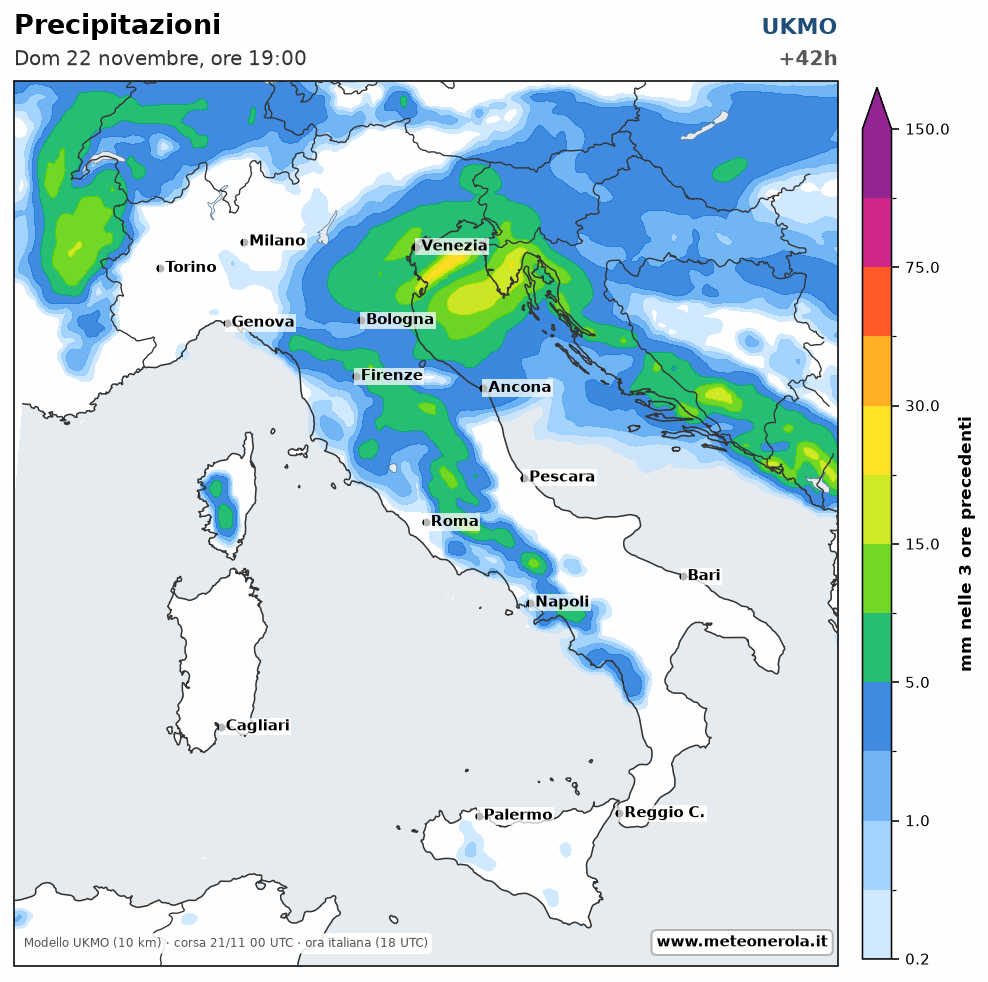 Precipitazioni
UKMO
Dom 22 novembre, ore 19:00
+42h
150.0
Venezia
Milano
Torino
75.0
Bologna
Genova
Firenze
Ancona
30.0
Pescara
Roma
15.0
Bari
Napoli
mm nelle 3 ore precedenti
5.0
Cagliari
Palermo
Reggio C.
1.0
Modello UKMO (10 km) · corsa 21/11 00 UTC · ora italiana (18 UTC)
www.meteonerola.it
0.2